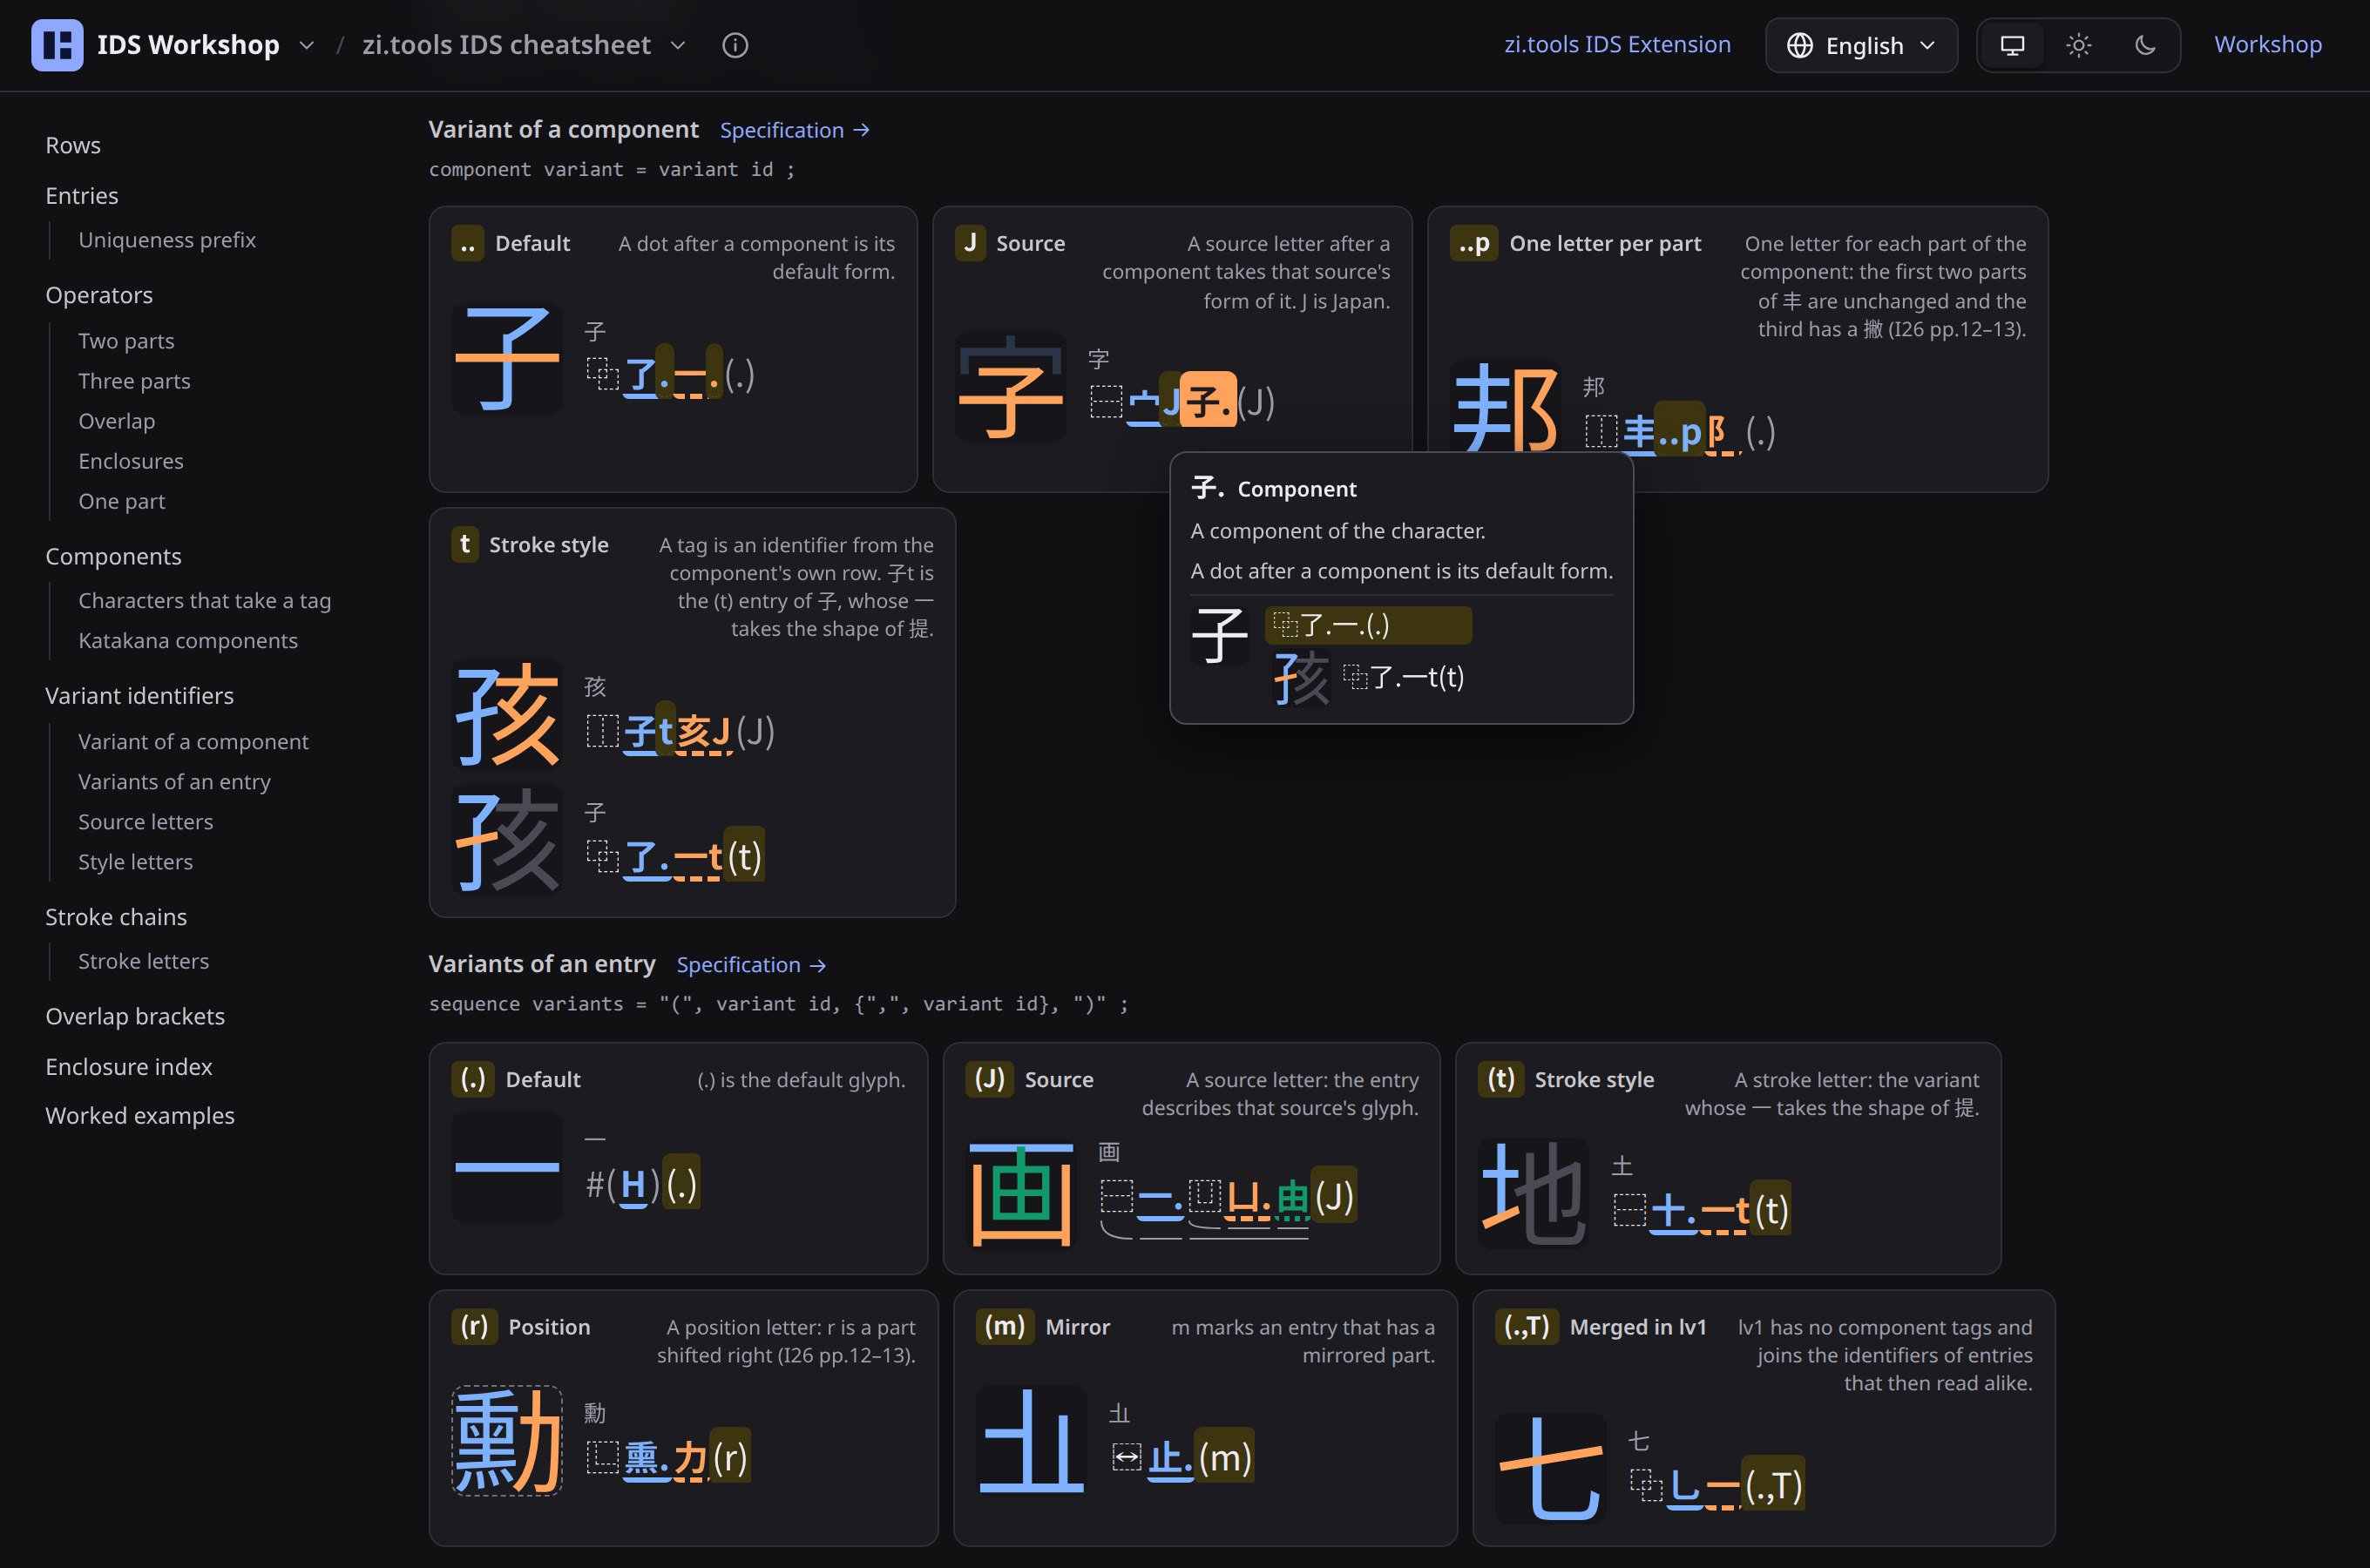 IDS Workshop / zi.tools IDS cheatsheet
zi.tools IDS Extension
English
Workshop
Rows
Entries
Uniqueness prefix
Operators
Two parts
Three parts
Overlap
Enclosures
One part
Components
Characters that take a tag
Katakana components
Variant identifiers
Variant of a component
Variants of an entry
Source letters
Style letters
Stroke chains
Stroke letters
Overlap brackets
Enclosure index
Worked examples
Variant of a component Specification →
component variant = variant id ;
.. Default
A dot after a component is its
default form.
子
子
⿻了.一.(.)
J Source
A source letter after a
component takes that source's
form of it. J is Japan.
字
字
⿱宀J子.(J)
..p One letter per part
One letter for each part of the
component: the first two parts
of 丰 are unchanged and the
third has a 撇 (I26 pp.12–13).
邦
邦
⿰丰..p阝(.)
子. Component
A component of the character.
A dot after a component is its default form.
子
⿻了.一.(.)
孩
⿻了.一t(t)
t Stroke style
A tag is an identifier from the
component's own row. 子t is
the (t) entry of 子, whose 一
takes the shape of 提.
孩
孩
⿰子t亥J(J)
孩
子
⿻了.一t(t)
Variants of an entry Specification →
sequence variants = "(", variant id, {",", variant id}, ")" ;
(.) Default
(.) is the default glyph.
一
一
#(H)(.)
(J) Source
A source letter: the entry
describes that source's glyph.
画
画
⿱一.⿶凵.由(J)
(t) Stroke style
A stroke letter: the variant
whose 一 takes the shape of 提.
地
土
⿱十.一t(t)
(r) Position
A position letter: r is a part
shifted right (I26 pp.12–13).
勳
勳
⿺熏.力(r)
(m) Mirror
m marks an entry that has a
mirrored part.
㐀
⿾止.(m)
(.,T) Merged in lv1
lv1 has no component tags and
joins the identifiers of entries
that then read alike.
七
七
⿻乚一(.,T)